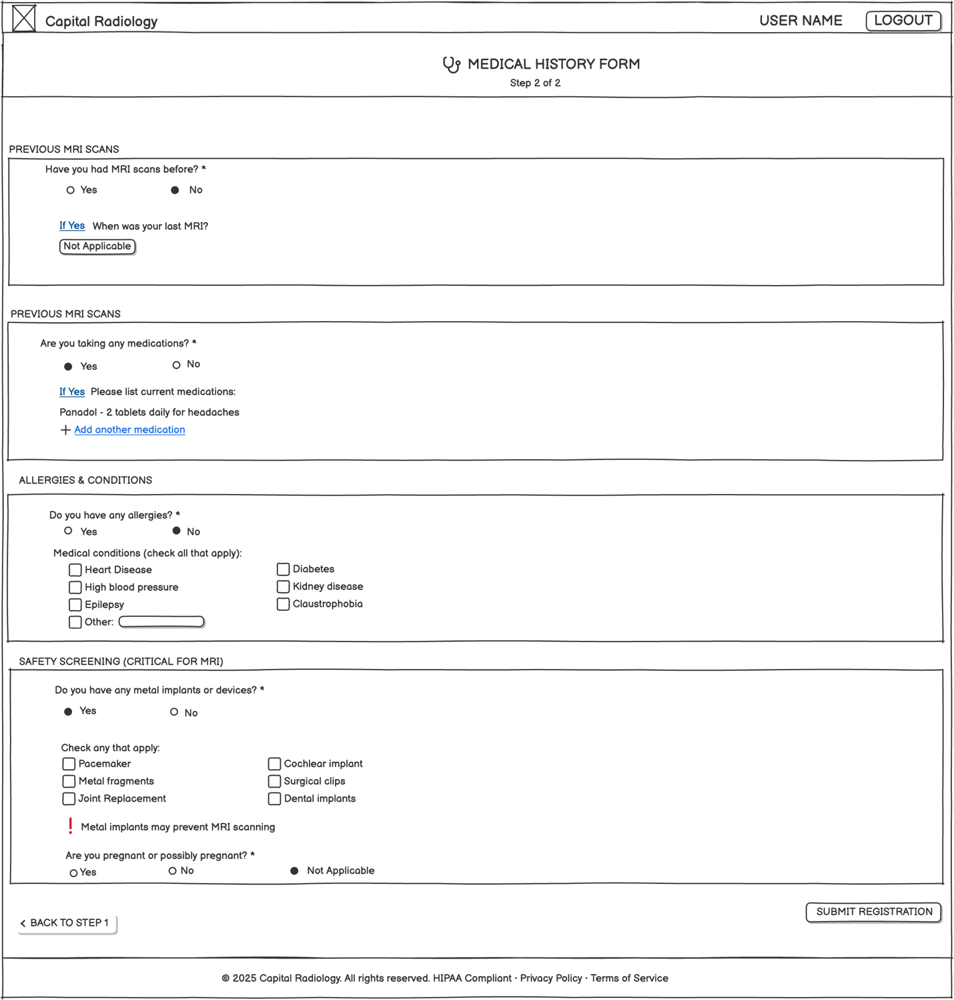 Capital Radiology USER NAME LOGOUT
MEDICAL HISTORY FORM
Step 2 of 2
PREVIOUS MRI SCANS
Have you had MRI scans before? *
Yes No
If Yes When was your last MRI?
Not Applicable
PREVIOUS MRI SCANS
Are you taking any medications? *
Yes No
If Yes Please list current medications:
Panadol - 2 tablets daily for headaches
Add another medication
ALLERGIES & CONDITIONS
Do you have any allergies? *
Yes No
Medical conditions (check all that apply):
Heart Disease Diabetes
High blood pressure Kidney disease
Epilepsy Claustrophobia
Other:
SAFETY SCREENING (CRITICAL FOR MRI)
Do you have any metal implants or devices? *
Yes No
Check any that apply:
Pacemaker Cochlear implant
Metal fragments Surgical clips
Joint Replacement Dental implants
Metal implants may prevent MRI scanning
Are you pregnant or possibly pregnant? *
Yes No Not Applicable
SUBMIT REGISTRATION
< BACK TO STEP 1
© 2025 Capital Radiology. All rights reserved. HIPAA Compliant · Privacy Policy · Terms of Service